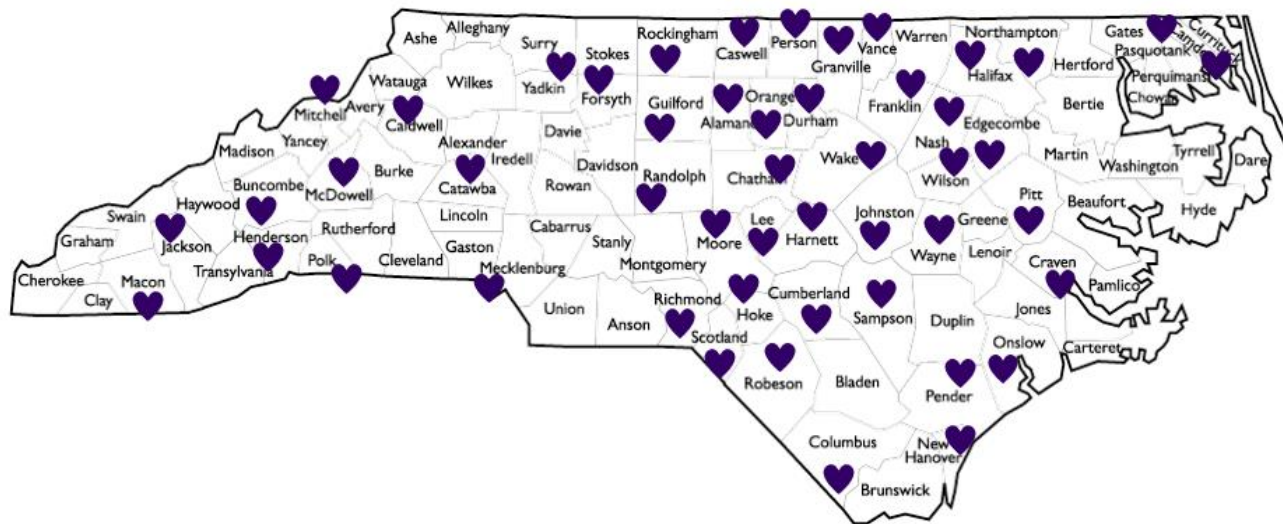 Ashe
Alleghany
Surry
Stokes
Rockingham
Caswell
Person
Granville
Vance
Warren
Northampton
Gates
Pasquotank
Halifax
Hertford
Watauga
Wilkes
Yadkin
Forsyth
Guilford
Orange
Durham
Franklin
Perquimans
Mitchell
Avery
Caldwell
Bertie
Edgecombe
Yancey
Alexander
Davie
Nash
Madison
Iredell
Davidson
Wake
Martin
Washington
Tyrrell
Dare
Buncombe
McDowell
Burke
Catawba
Rowan
Randolph
Wilson
Haywood
Pitt
Beaufort
Hyde
Swain
Jackson
Henderson
Rutherford
Lincoln
Cabarrus
Stanly
Moore
Lee
Harnett
Johnston
Wayne
Greene
Lenoir
Graham
Cherokee
Clay
Macon
Transylvania
Polk
Cleveland
Gaston
Mecklenburg
Montgomery
Craven
Pamlico
Union
Anson
Richmond
Scotland
Hoke
Cumberland
Sampson
Duplin
Jones
Onslow
Carteret
Robeson
Bladen
Pender
Columbus
New
Hanover
Brunswick